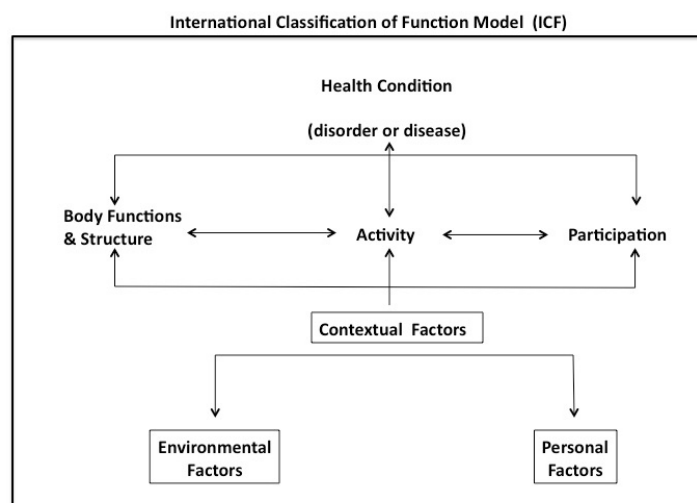 International Classification of Function Model (ICF)
Health Condition
(disorder or disease)
Body Functions
& Structure
Activity
Participation
Contextual Factors
Environmental
Factors
Personal
Factors